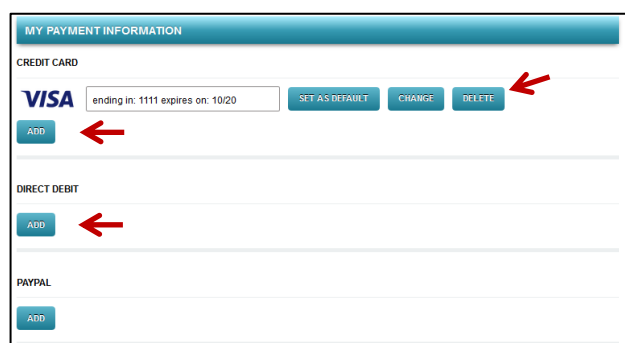 MY PAYMENT INFORMATION
CREDIT CARD
VISA ending in: 1111 expires on: 10/20 SET AS DEFAULT CHANGE DELETE
ADD
DIRECT DEBIT
ADD
PAYPAL
ADD